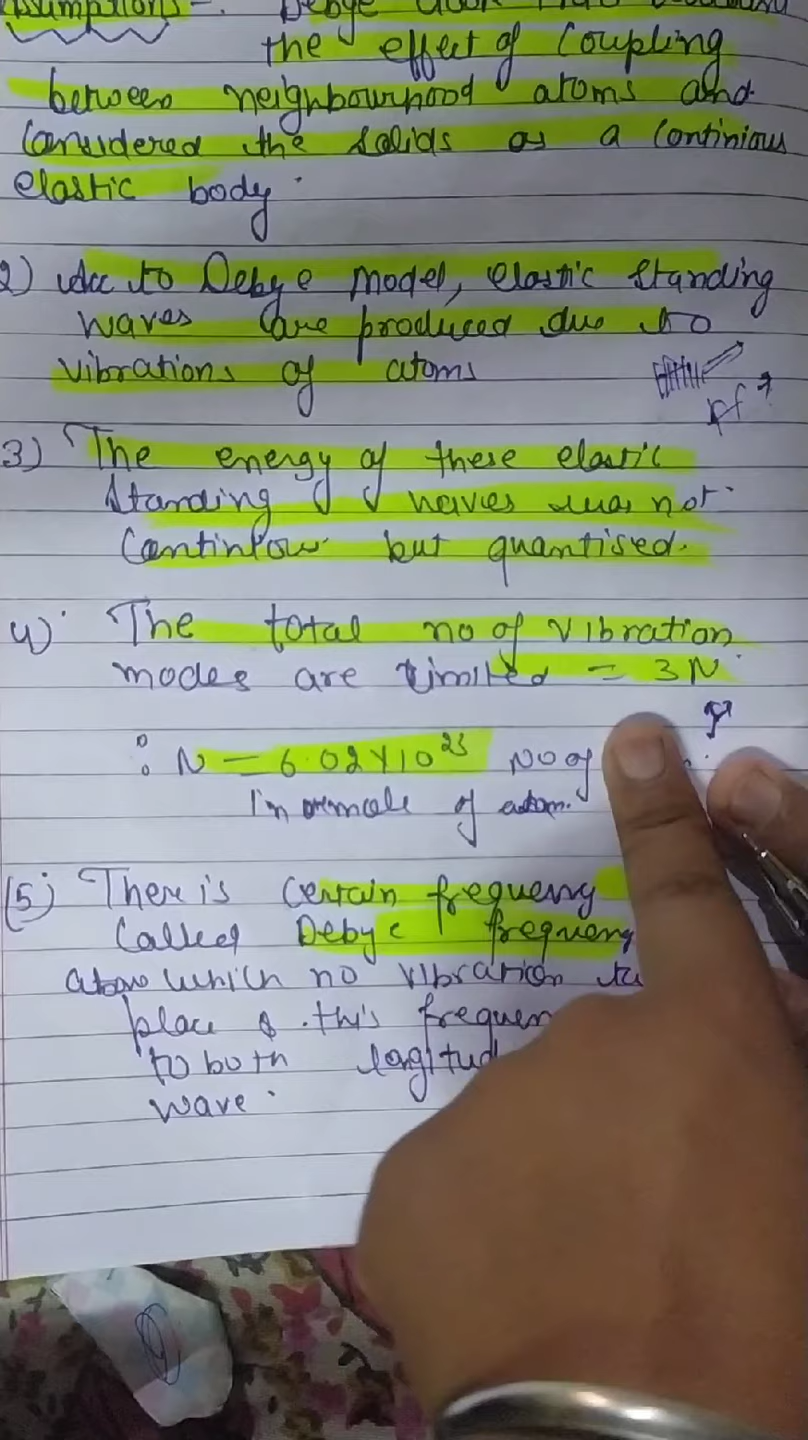 the effect of Coupling
between neighbourhood atoms and
Considered the solids as a Continious
elastic body.
2) Acc to Debye Model, elastic standing
waves are produced due to
vibrations of atoms
3) The energy of these elastic
standing waves was not
Continious but quantised.
4) The total no of vibration
modes are limited = 3N
∴ N = 6.02×10²³ No of
In one mole of atom.
(5) There is Certain frequency
Called Debye frequen
above which no vibration
place & this frequen
to both logitud
wave.